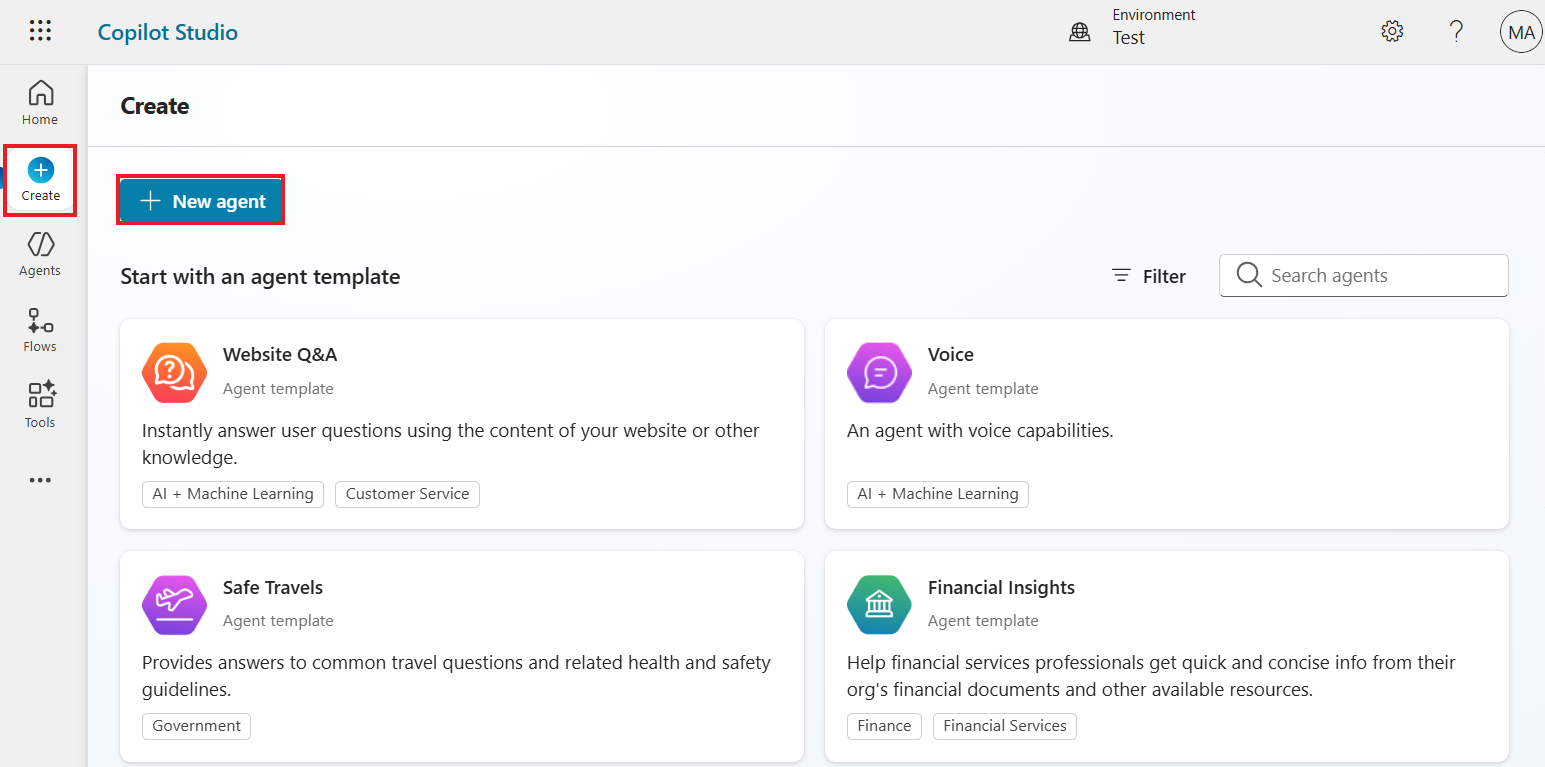 Copilot Studio
Environment
Test
MA
Home
Create
Agents
Flows
Tools
Create
New agent
Start with an agent template
Filter
Search agents
Website Q&A
Agent template
Instantly answer user questions using the content of your website or other
knowledge.
AI + Machine Learning
Customer Service
Voice
Agent template
An agent with voice capabilities.
AI + Machine Learning
Safe Travels
Agent template
Provides answers to common travel questions and related health and safety
guidelines.
Government
Financial Insights
Agent template
Help financial services professionals get quick and concise info from their
org's financial documents and other available resources.
Finance
Financial Services